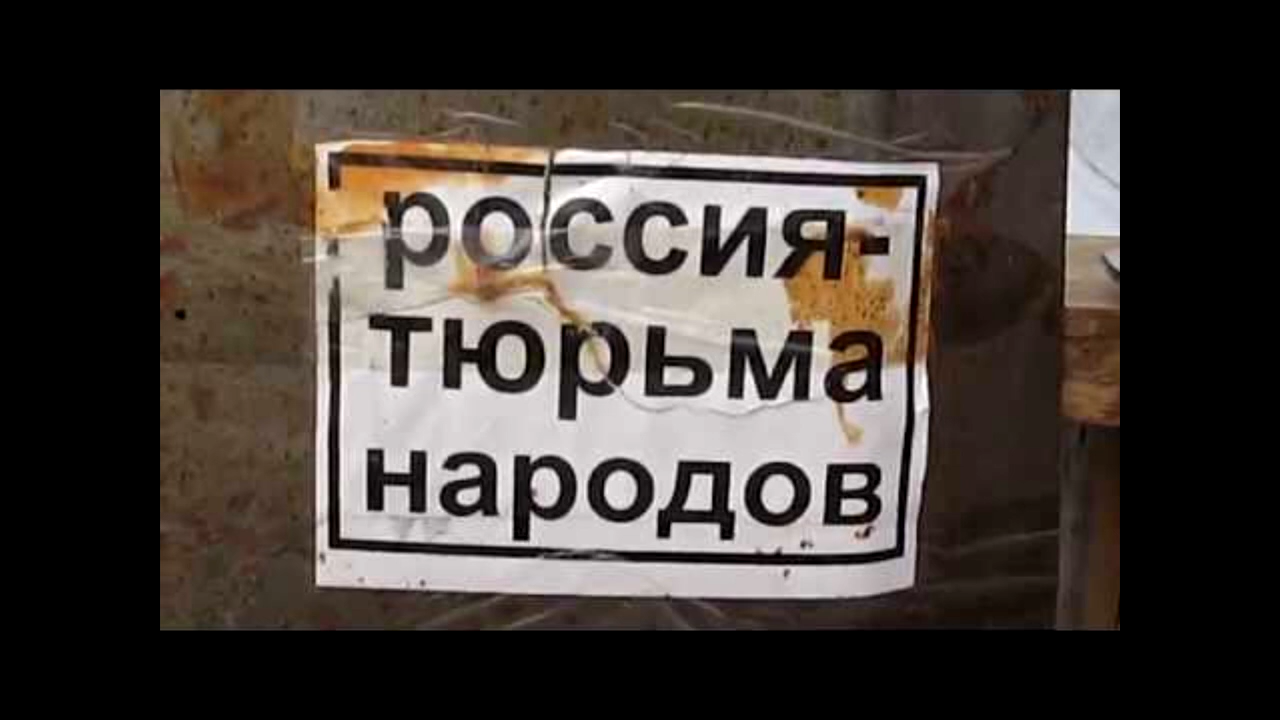 россия-
тюрьма
народов